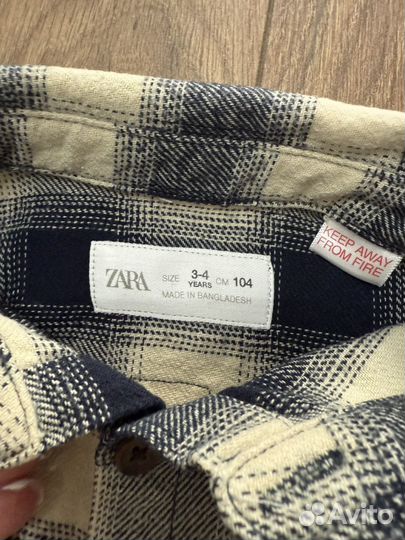 ZARA
SIZE 3-4 YEARS CM 104
MADE IN BANGLADESH
KEEP AWAY
FROM FIRE
Avito